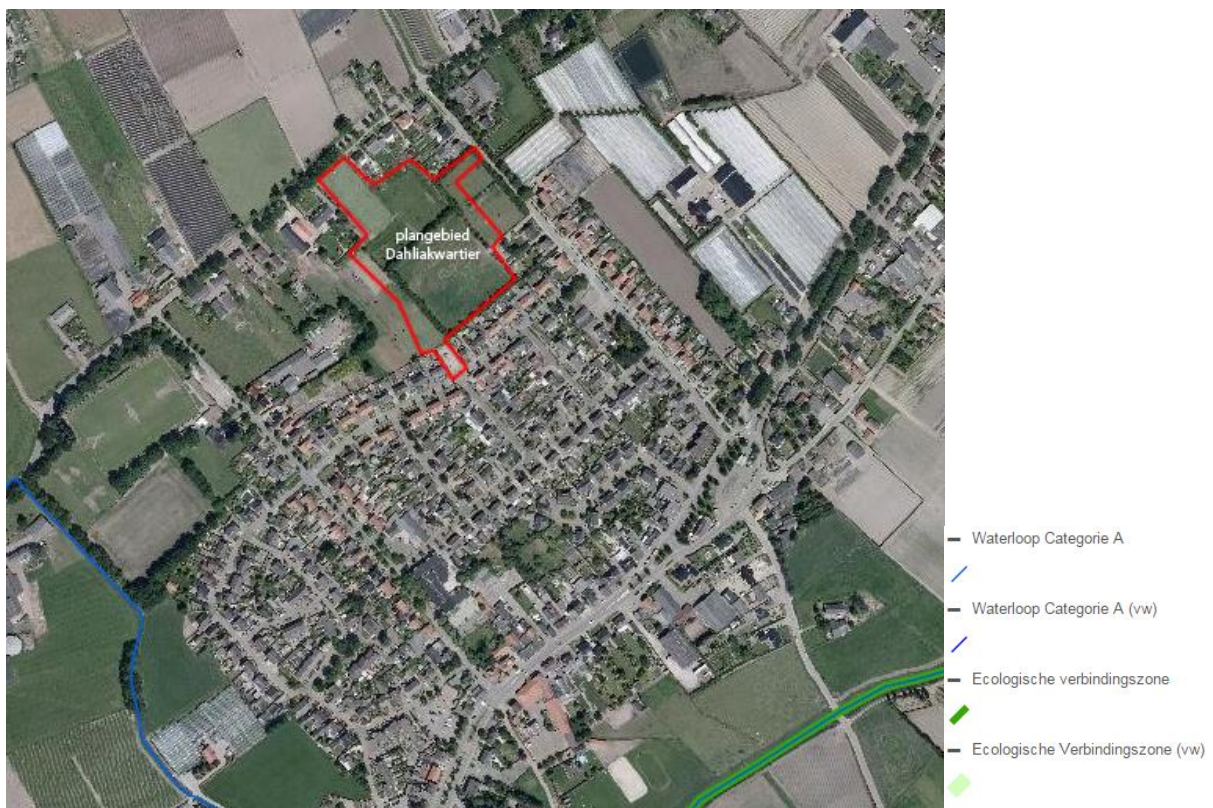 plangebied
Dahliakwartier
Waterloop Categorie A
Waterloop Categorie A (vw)
Ecologische verbindingszone
Ecologische Verbindingszone (vw)